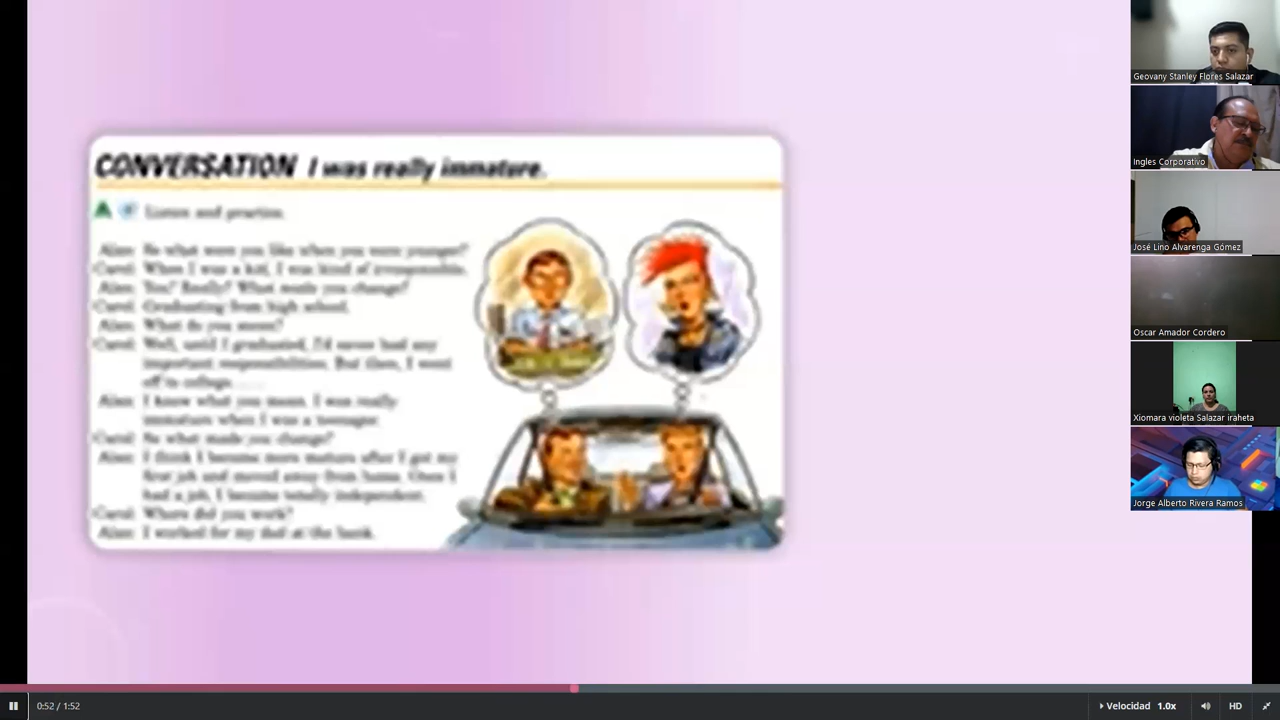 CONVERSATION I was really immature.
A Listen and practice.
Alan: So what were you like when you were younger?
Carol: When I was a kid, I was kind of irresponsible.
Alan: You? Really? What made you change?
Carol: Graduating from high school.
Alan: What do you mean?
Carol: Well, until I graduated, I'd never had any
important responsibilities. But then, I went
off to college. . . .
Alan: I know what you mean. I was really
immature when I was a teenager.
Carol: So what made you change?
Alan: I think I became more mature after I got my
first job and moved away from home. Once I
had a job, I became totally independent.
Carol: Where did you work?
Alan: I worked for my dad at the bank.
Geovany Stanley Flores Salazar
Ingles Corporativo
José Lino Alvarenga Gómez
Oscar Amador Cordero
Xiomara violeta Salazar iraheta
Jorge Alberto Rivera Ramos
0:52 / 1:52
Velocidad 1.0x
HD